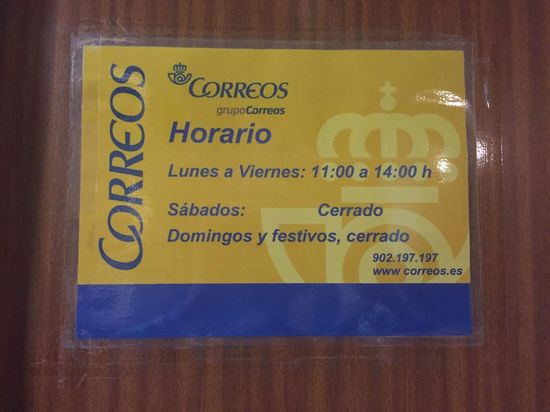 CORREOS
CORREOS
grupoCorreos
Horario
Lunes a Viernes: 11:00 a 14:00 h
Sábados: Cerrado
Domingos y festivos, cerrado
902.197.197
www correos.es